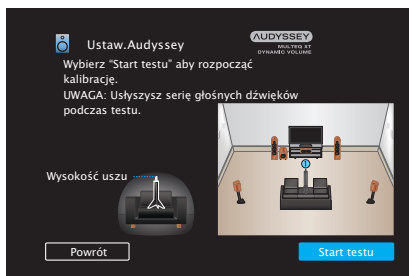 Ustaw.Audyssey
AUDYSSEY
MULTEQ XT
DYNAMIC VOLUME
Wybierz "Start testu" aby rozpocząć
kalibrację.
UWAGA: Usłyszysz serię głośnych dźwięków
podczas testu.
Wysokość uszu
Powrót
Start testu